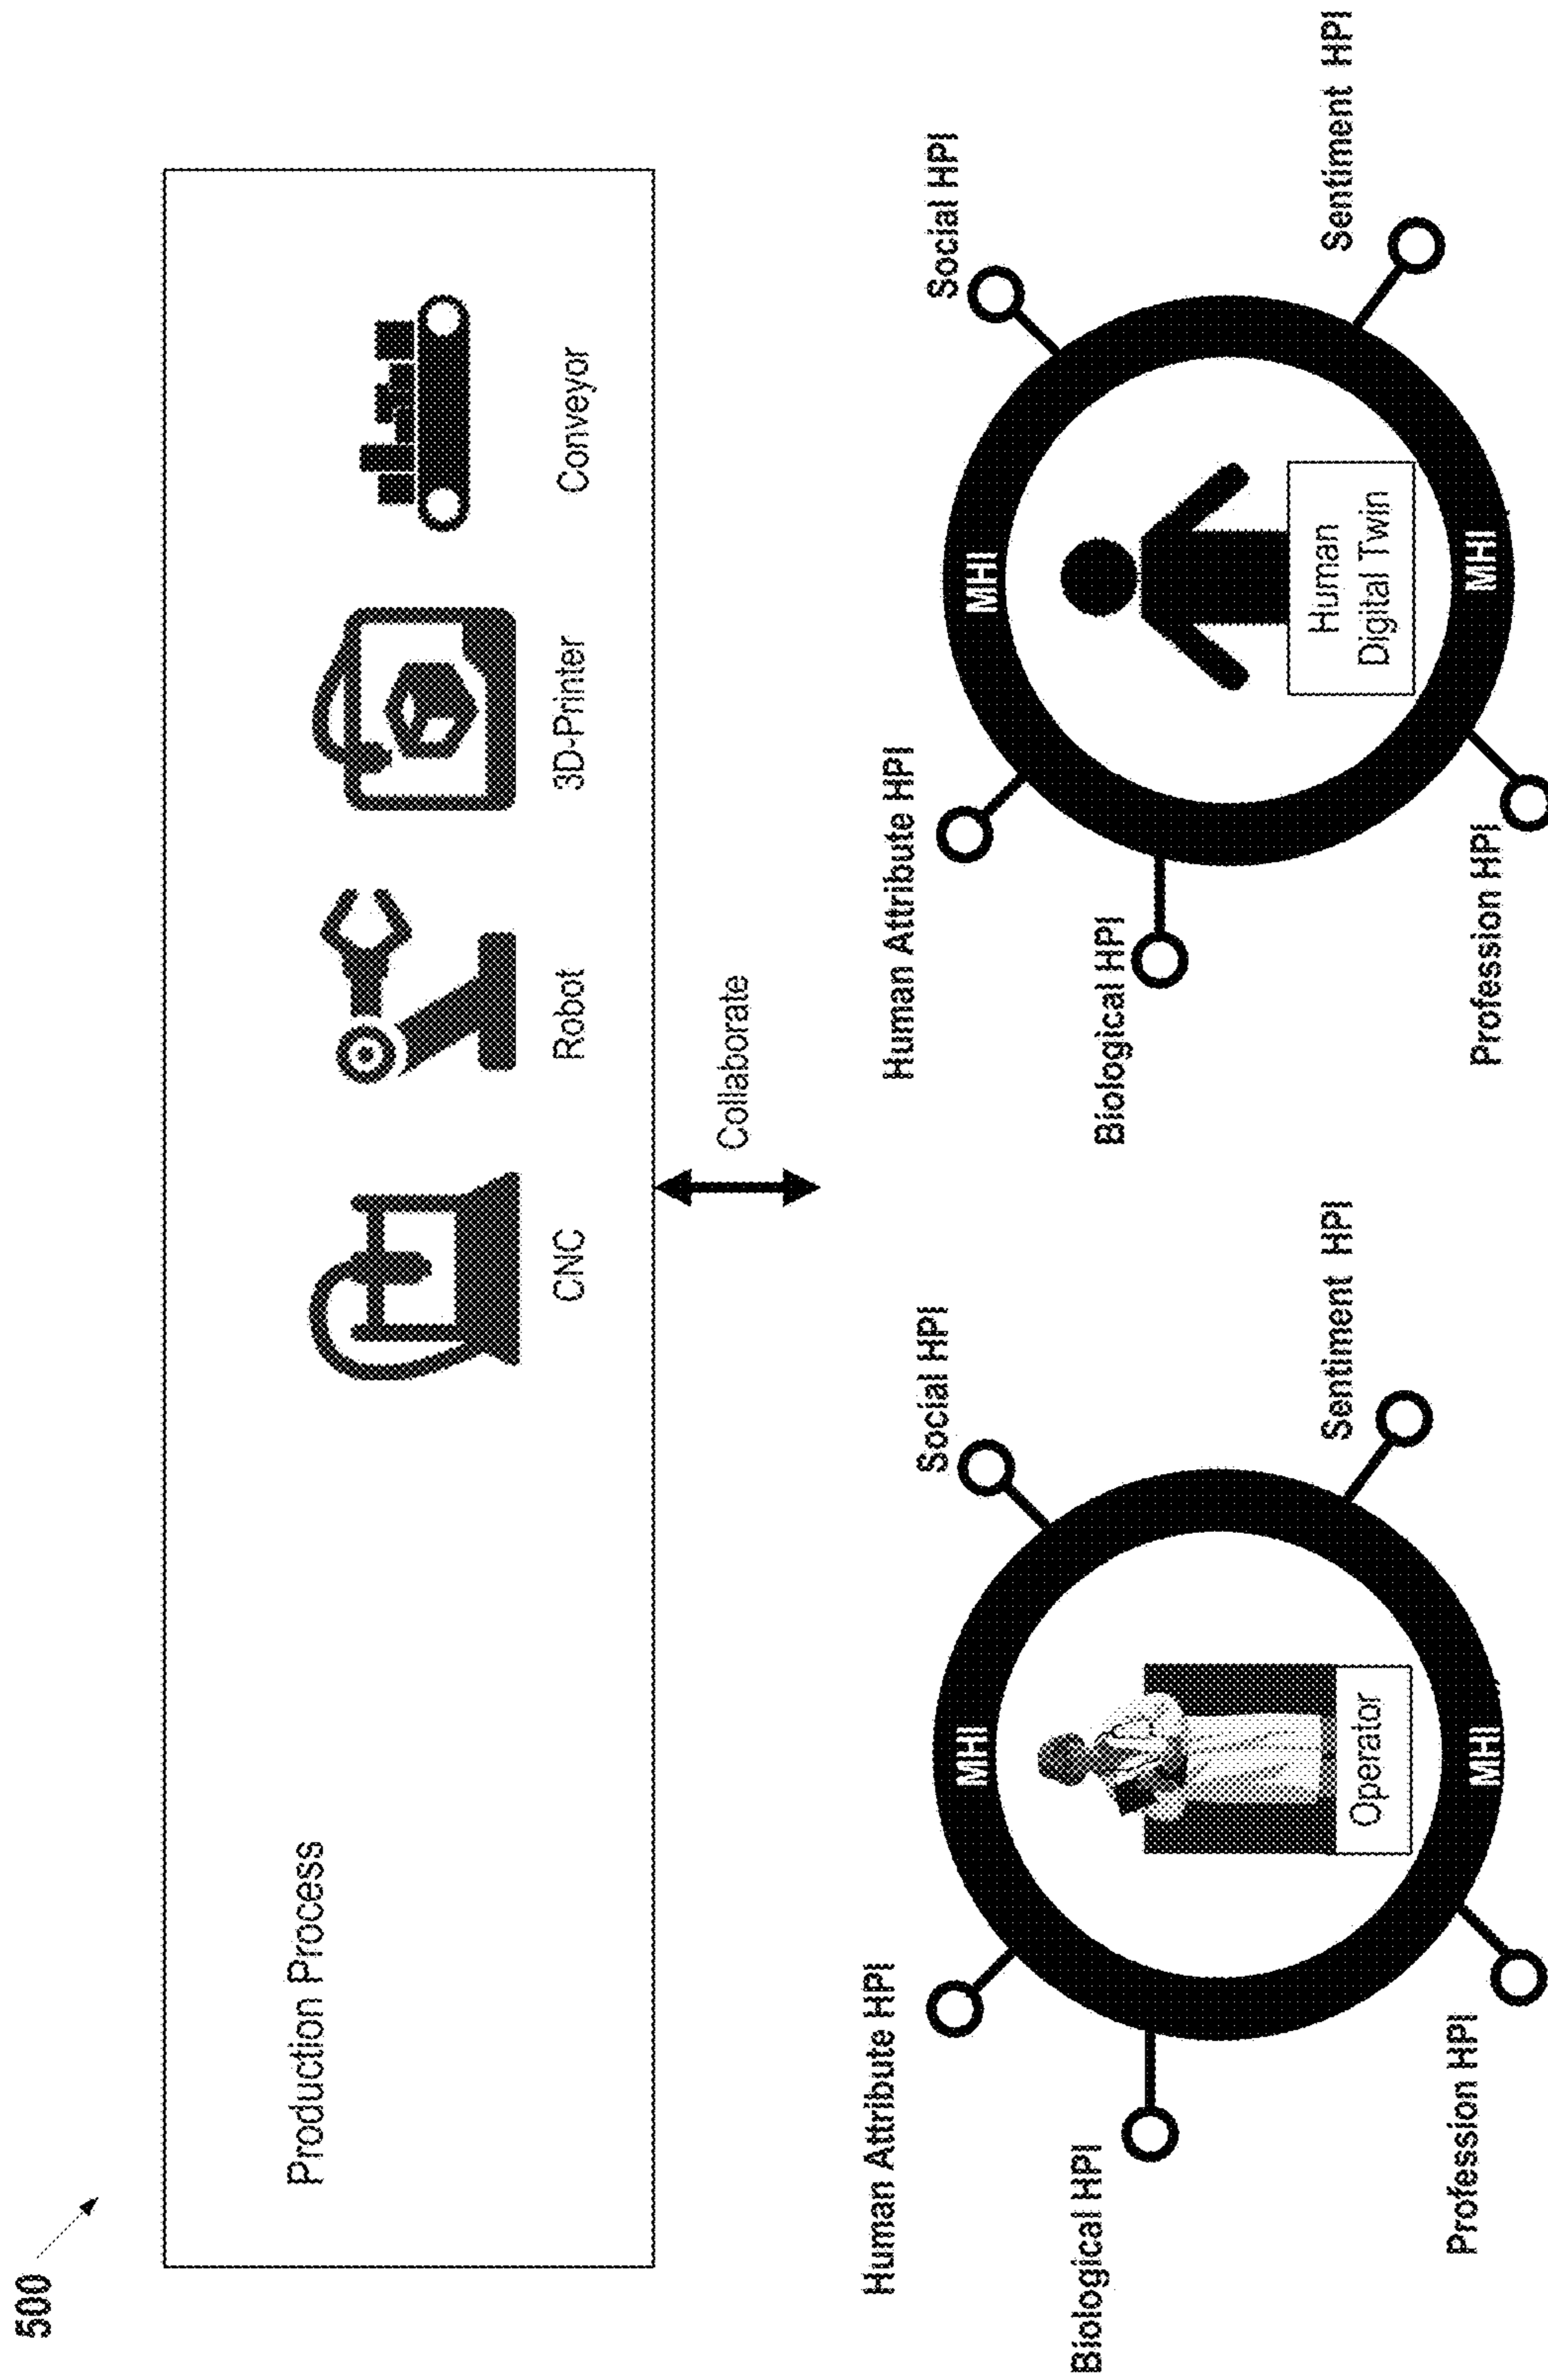 500
Production Process
CNC
Robot
3D-Printer
Conveyor
Collaborate
Human Attribute HPI
Social HPI
Biological HPI
MHI
Operator
MHI
Sentiment HPI
Profession HPI
Human Attribute HPI
Social HPI
Biological HPI
MHI
Human
Digital Twin
MHI
Sentiment HPI
Profession HPI